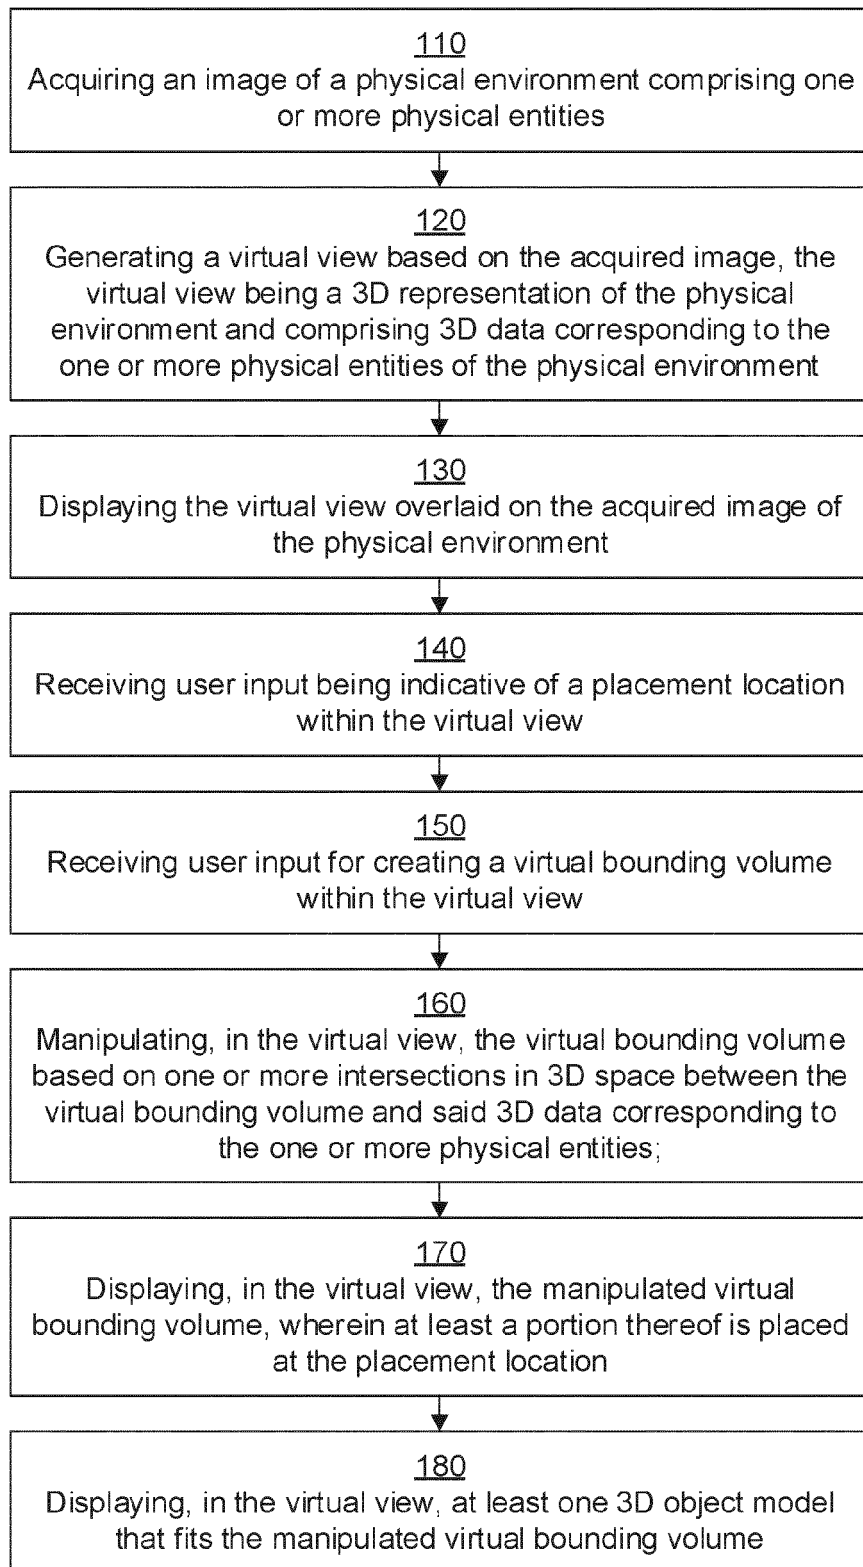 110
Acquiring an image of a physical environment comprising one
or more physical entities
120
Generating a virtual view based on the acquired image, the
virtual view being a 3D representation of the physical
environment and comprising 3D data corresponding to the
one or more physical entities of the physical environment
130
Displaying the virtual view overlaid on the acquired image of
the physical environment
140
Receiving user input being indicative of a placement location
within the virtual view
150
Receiving user input for creating a virtual bounding volume
within the virtual view
160
Manipulating, in the virtual view, the virtual bounding volume
based on one or more intersections in 3D space between the
virtual bounding volume and said 3D data corresponding to
the one or more physical entities;
170
Displaying, in the virtual view, the manipulated virtual
bounding volume, wherein at least a portion thereof is placed
at the placement location
180
Displaying, in the virtual view, at least one 3D object model
that fits the manipulated virtual bounding volume